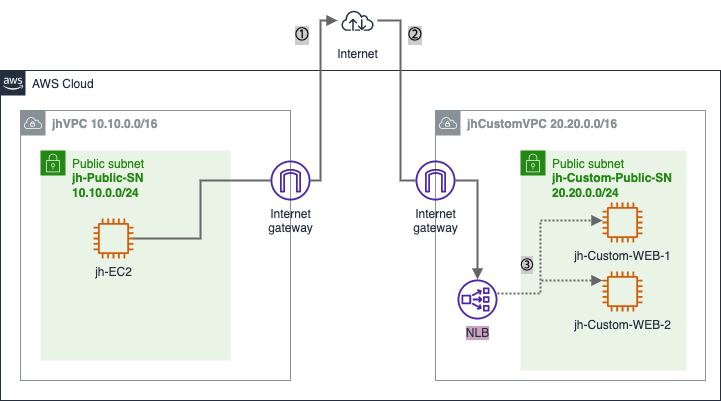 ①
②
Internet
aws
AWS Cloud
jhVPC 10.10.0.0/16
Public subnet
jh-Public-SN
10.10.0.0/24
jh-EC2
Internet
gateway
jhCustomVPC 20.20.0.0/16
Internet
gateway
Public subnet
jh-Custom-Public-SN
20.20.0.0/24
jh-Custom-WEB-1
③
jh-Custom-WEB-2
NLB